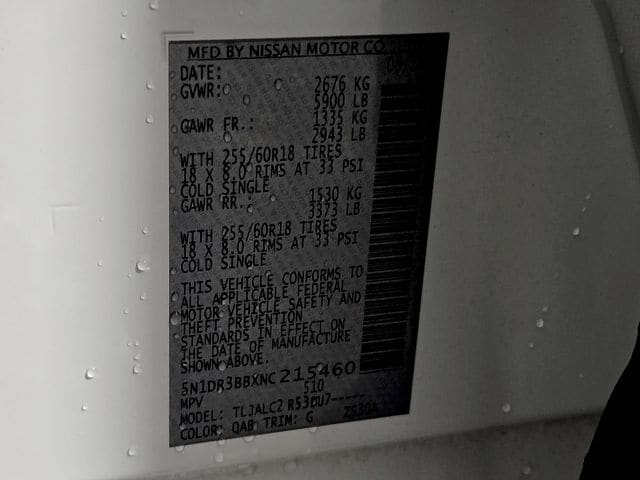 MFD BY NISSAN MOTOR CO.
DATE:
GVWR: 2676 KG
5900 LB
GAWR FR.: 1335 KG
2943 LB
WITH 255/60R18 TIRES
18 X 8.0 RIMS AT 33 PSI
COLD SINGLE
GAWR RR.: 1530 KG
3373 LB
WITH 255/60R18 TIRES
18 X 8.0 RIMS AT 33 PSI
COLD SINGLE
THIS VEHICLE CONFORMS TO
ALL APPLICABLE FEDERAL
MOTOR VEHICLE SAFETY AND
THEFT PREVENTION
STANDARDS IN EFFECT ON
THE DATE OF MANUFACTURE
SHOWN ABOVE.
5N1DR3BBXNC215460
MPV 510
MODEL: TLJALC2 R53DU7-----
COLOR: QAB TRIM: G